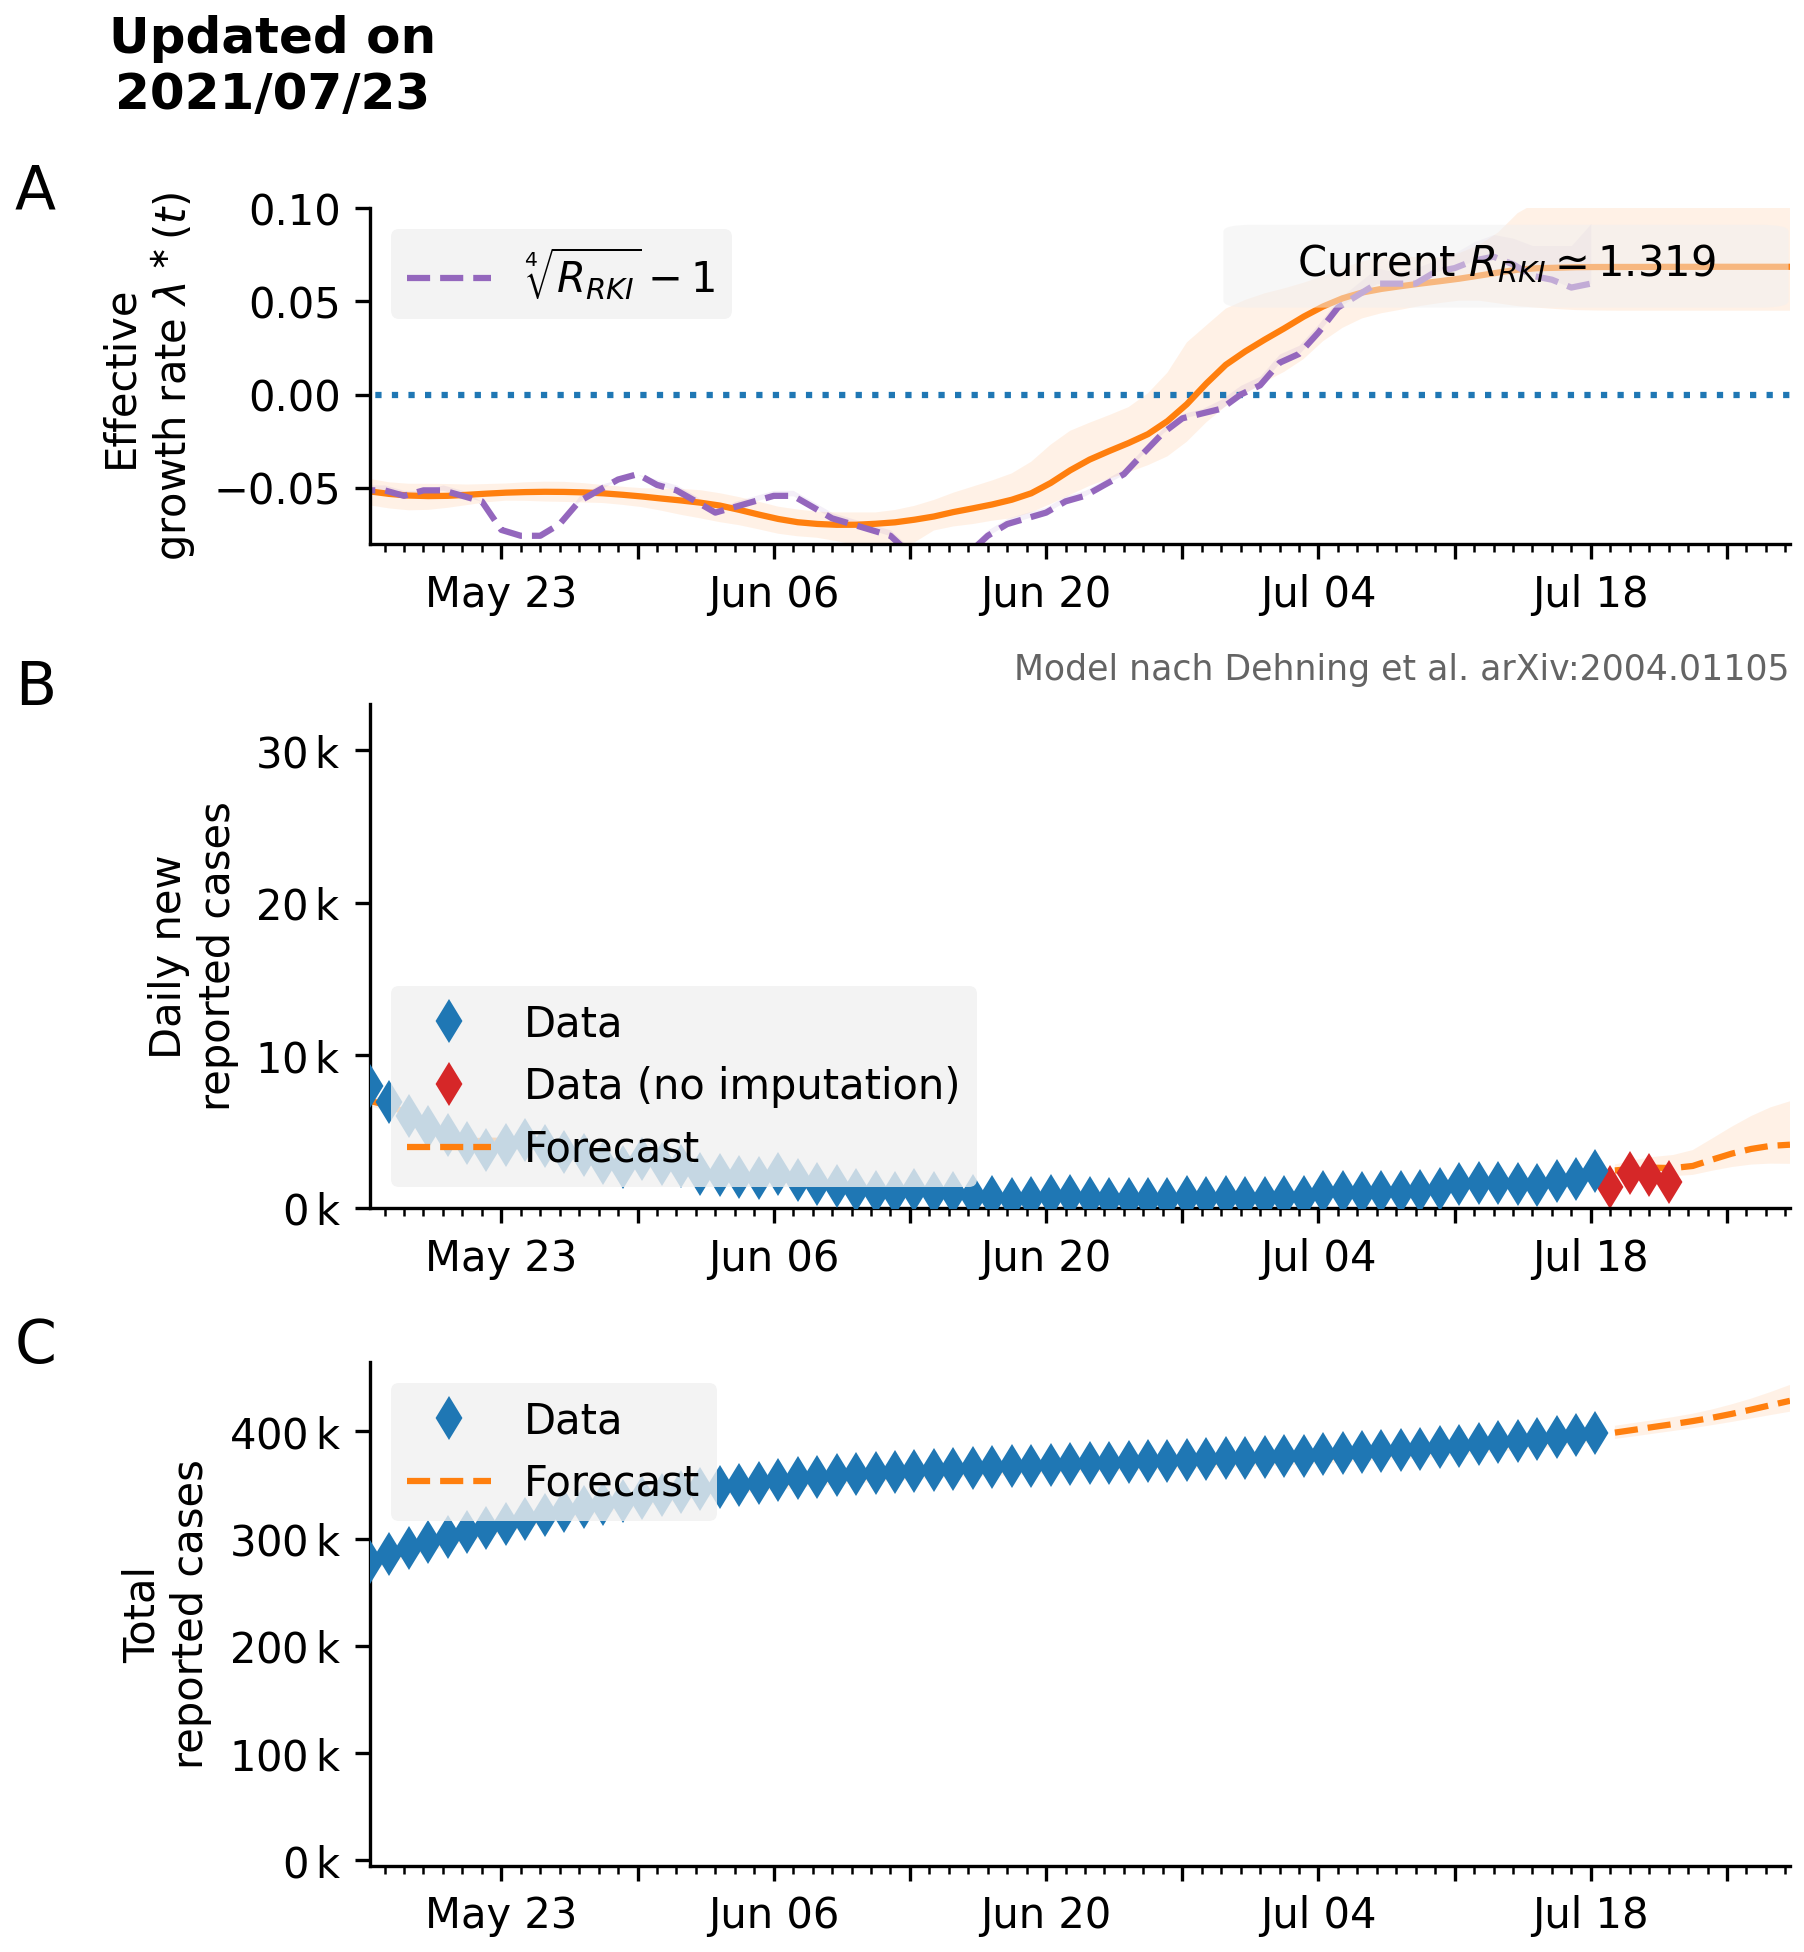 Updated on
2021/07/23
A
Effective
growth rate λ * (t)
0.10
0.05
0.00
−0.05
∜R_RKI − 1
Current R_RKI ≃ 1.319
May 23
Jun 06
Jun 20
Jul 04
Jul 18
Model nach Dehning et al. arXiv:2004.01105
B
Daily new
reported cases
30 k
20 k
10 k
0 k
Data
Data (no imputation)
Forecast
May 23
Jun 06
Jun 20
Jul 04
Jul 18
C
Total
reported cases
400 k
300 k
200 k
100 k
0 k
Data
Forecast
May 23
Jun 06
Jun 20
Jul 04
Jul 18